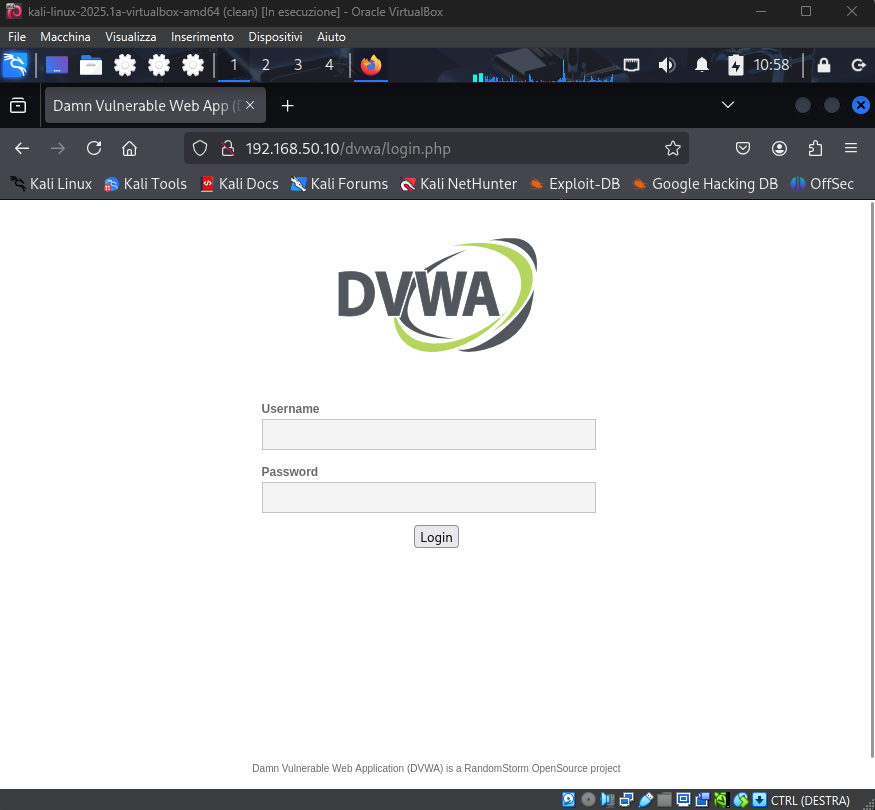 kali-linux-2025.1a-virtualbox-amd64 (clean) [In esecuzione] - Oracle VirtualBox
File Macchina Visualizza Inserimento Dispositivi Aiuto
1 2 3 4 10:58
Damn Vulnerable Web App (
192.168.50.10/dvwa/login.php
Kali Linux Kali Tools Kali Docs Kali Forums Kali NetHunter Exploit-DB Google Hacking DB OffSec
DVWA
Username
Password
Login
Damn Vulnerable Web Application (DVWA) is a RandomStorm OpenSource project
CTRL (DESTRA)